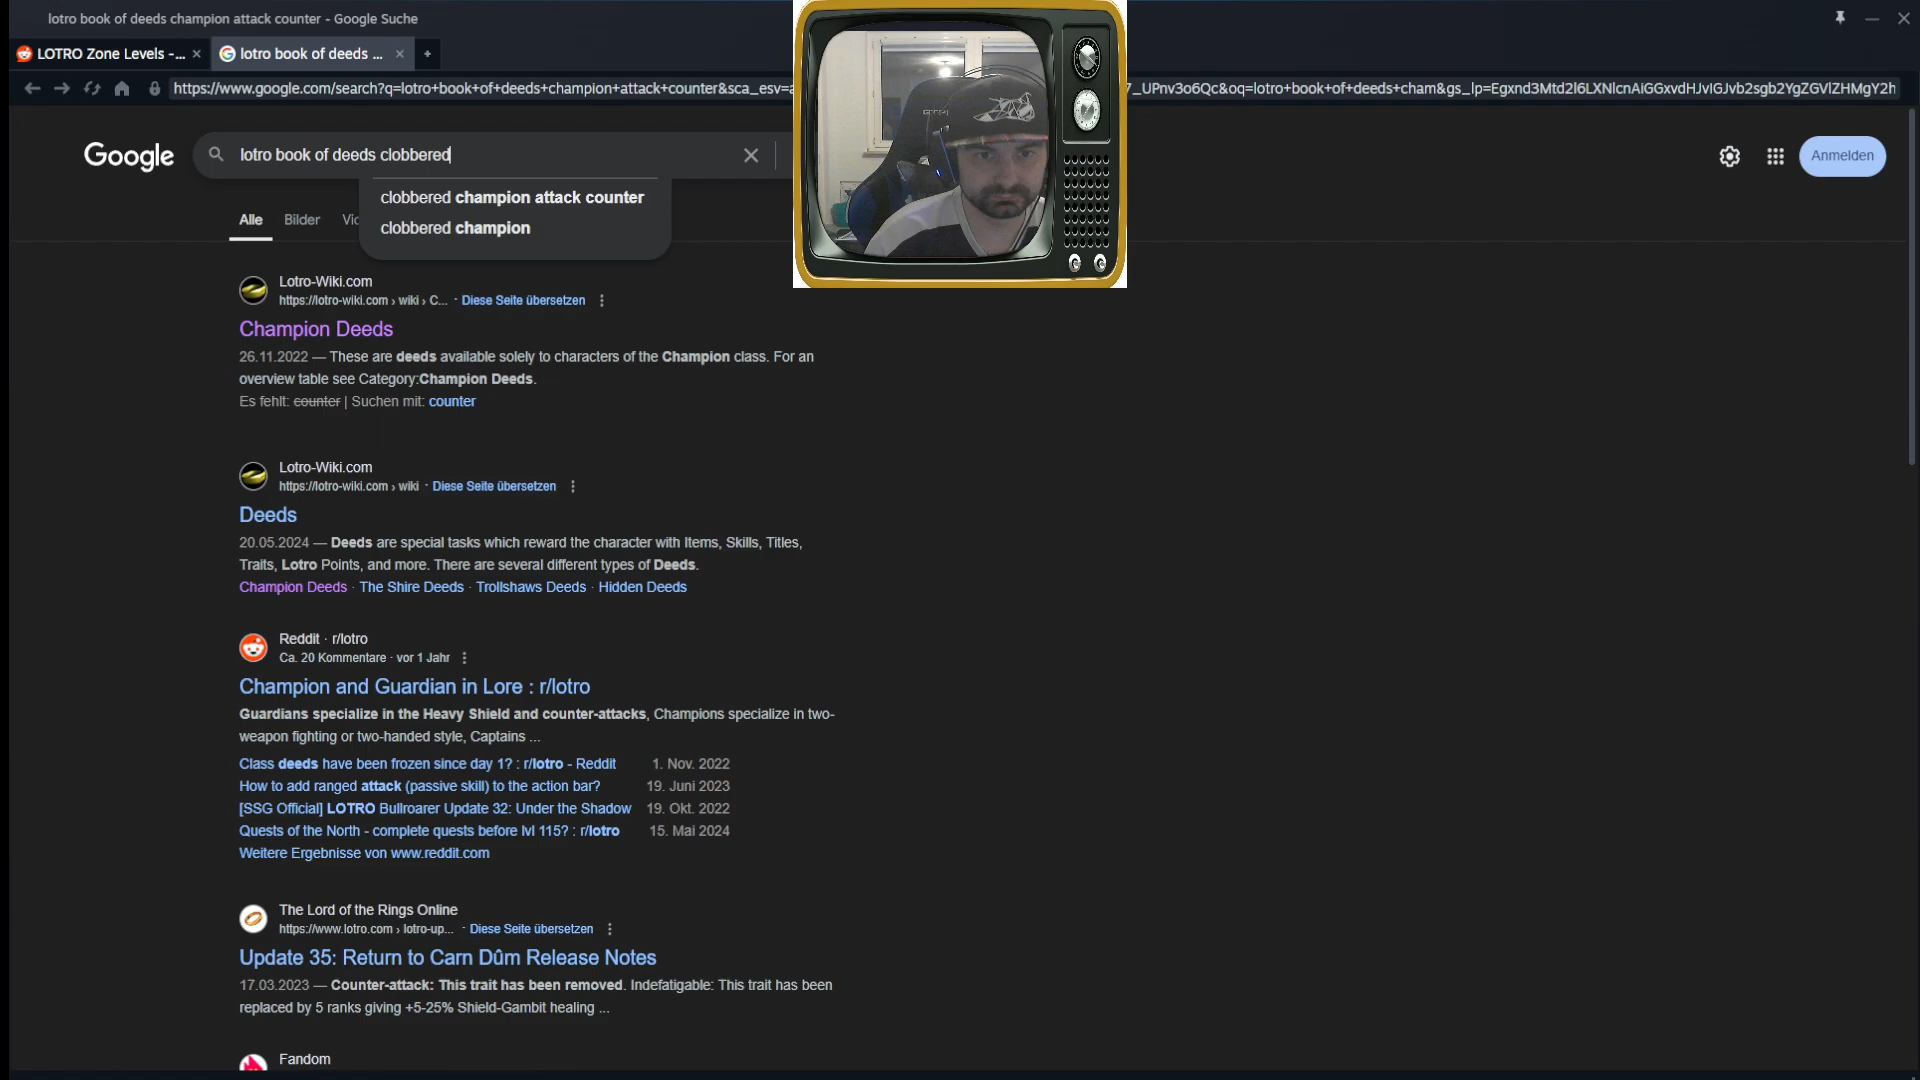 lotro book of deeds champion attack counter - Google Suche
LOTRO Zone Levels -...
lotro book of deeds ...
https://www.google.com/search?q=lotro+book+of+deeds+champion+attack+counter&sca_esv=a
7_UPnv3o6Qc&oq=lotro+book+of+deeds+cham&gs_lp=Egxnd3Mtd2l6LXNlcnAiGGxvdHJvIGJvb2sgb2YgZGVlZHMgY2h
Google
lotro book of deeds clobbered
Anmelden
clobbered champion attack counter
clobbered champion
Alle
Bilder
Vic
Lotro-Wiki.com
https://lotro-wiki.com › wiki › C... · Diese Seite übersetzen
Champion Deeds
26.11.2022 — These are deeds available solely to characters of the Champion class. For an
overview table see Category:Champion Deeds.
Es fehlt: counter | Suchen mit: counter
Lotro-Wiki.com
https://lotro-wiki.com › wiki · Diese Seite übersetzen
Deeds
20.05.2024 — Deeds are special tasks which reward the character with Items, Skills, Titles,
Traits, Lotro Points, and more. There are several different types of Deeds.
Champion Deeds · The Shire Deeds · Trollshaws Deeds · Hidden Deeds
Reddit · r/lotro
Ca. 20 Kommentare · vor 1 Jahr
Champion and Guardian in Lore : r/lotro
Guardians specialize in the Heavy Shield and counter-attacks, Champions specialize in two-
weapon fighting or two-handed style, Captains ...
Class deeds have been frozen since day 1? : r/lotro - Reddit 1. Nov. 2022
How to add ranged attack (passive skill) to the action bar? 19. Juni 2023
[SSG Official] LOTRO Bullroarer Update 32: Under the Shadow 19. Okt. 2022
Quests of the North - complete quests before lvl 115? : r/lotro 15. Mai 2024
Weitere Ergebnisse von www.reddit.com
The Lord of the Rings Online
https://www.lotro.com › lotro-up... · Diese Seite übersetzen
Update 35: Return to Carn Dûm Release Notes
17.03.2023 — Counter-attack: This trait has been removed. Indefatigable: This trait has been
replaced by 5 ranks giving +5-25% Shield-Gambit healing ...
Fandom